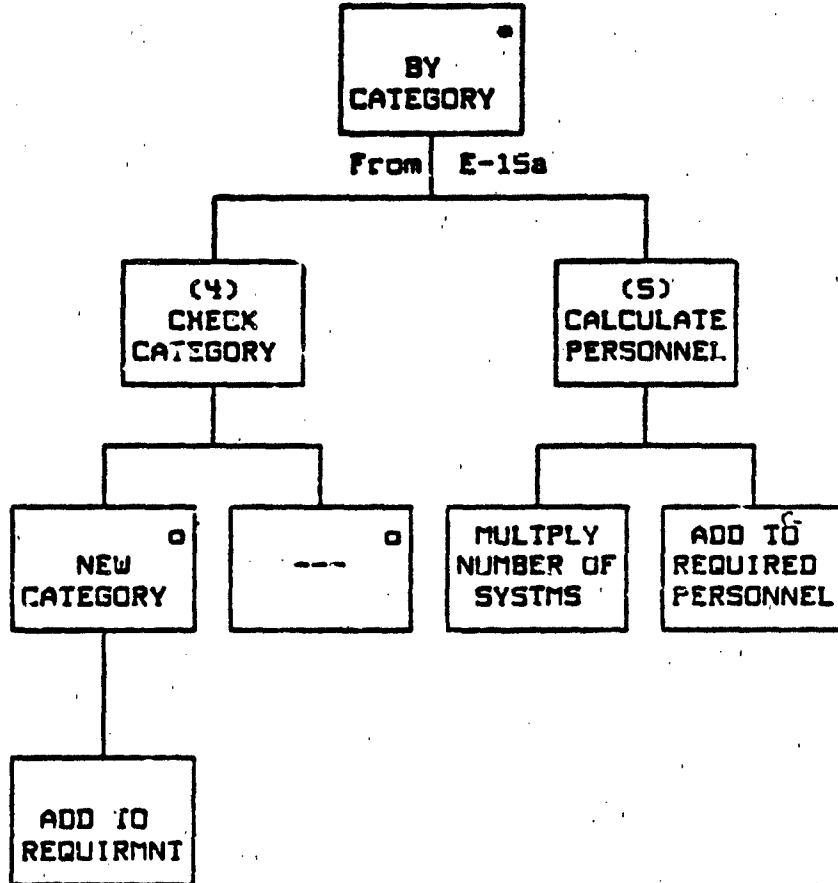 *
BY
CATEGORY
From E-15a
(4)
CHECK
CATEGORY
(5)
CALCULATE
PERSONNEL
o
NEW
CATEGORY
o
---
MULTPLY
NUMBER OF
SYSTMS
ADD TO
REQUIRED
PERSONNEL
ADD TO
REQUIRMNT